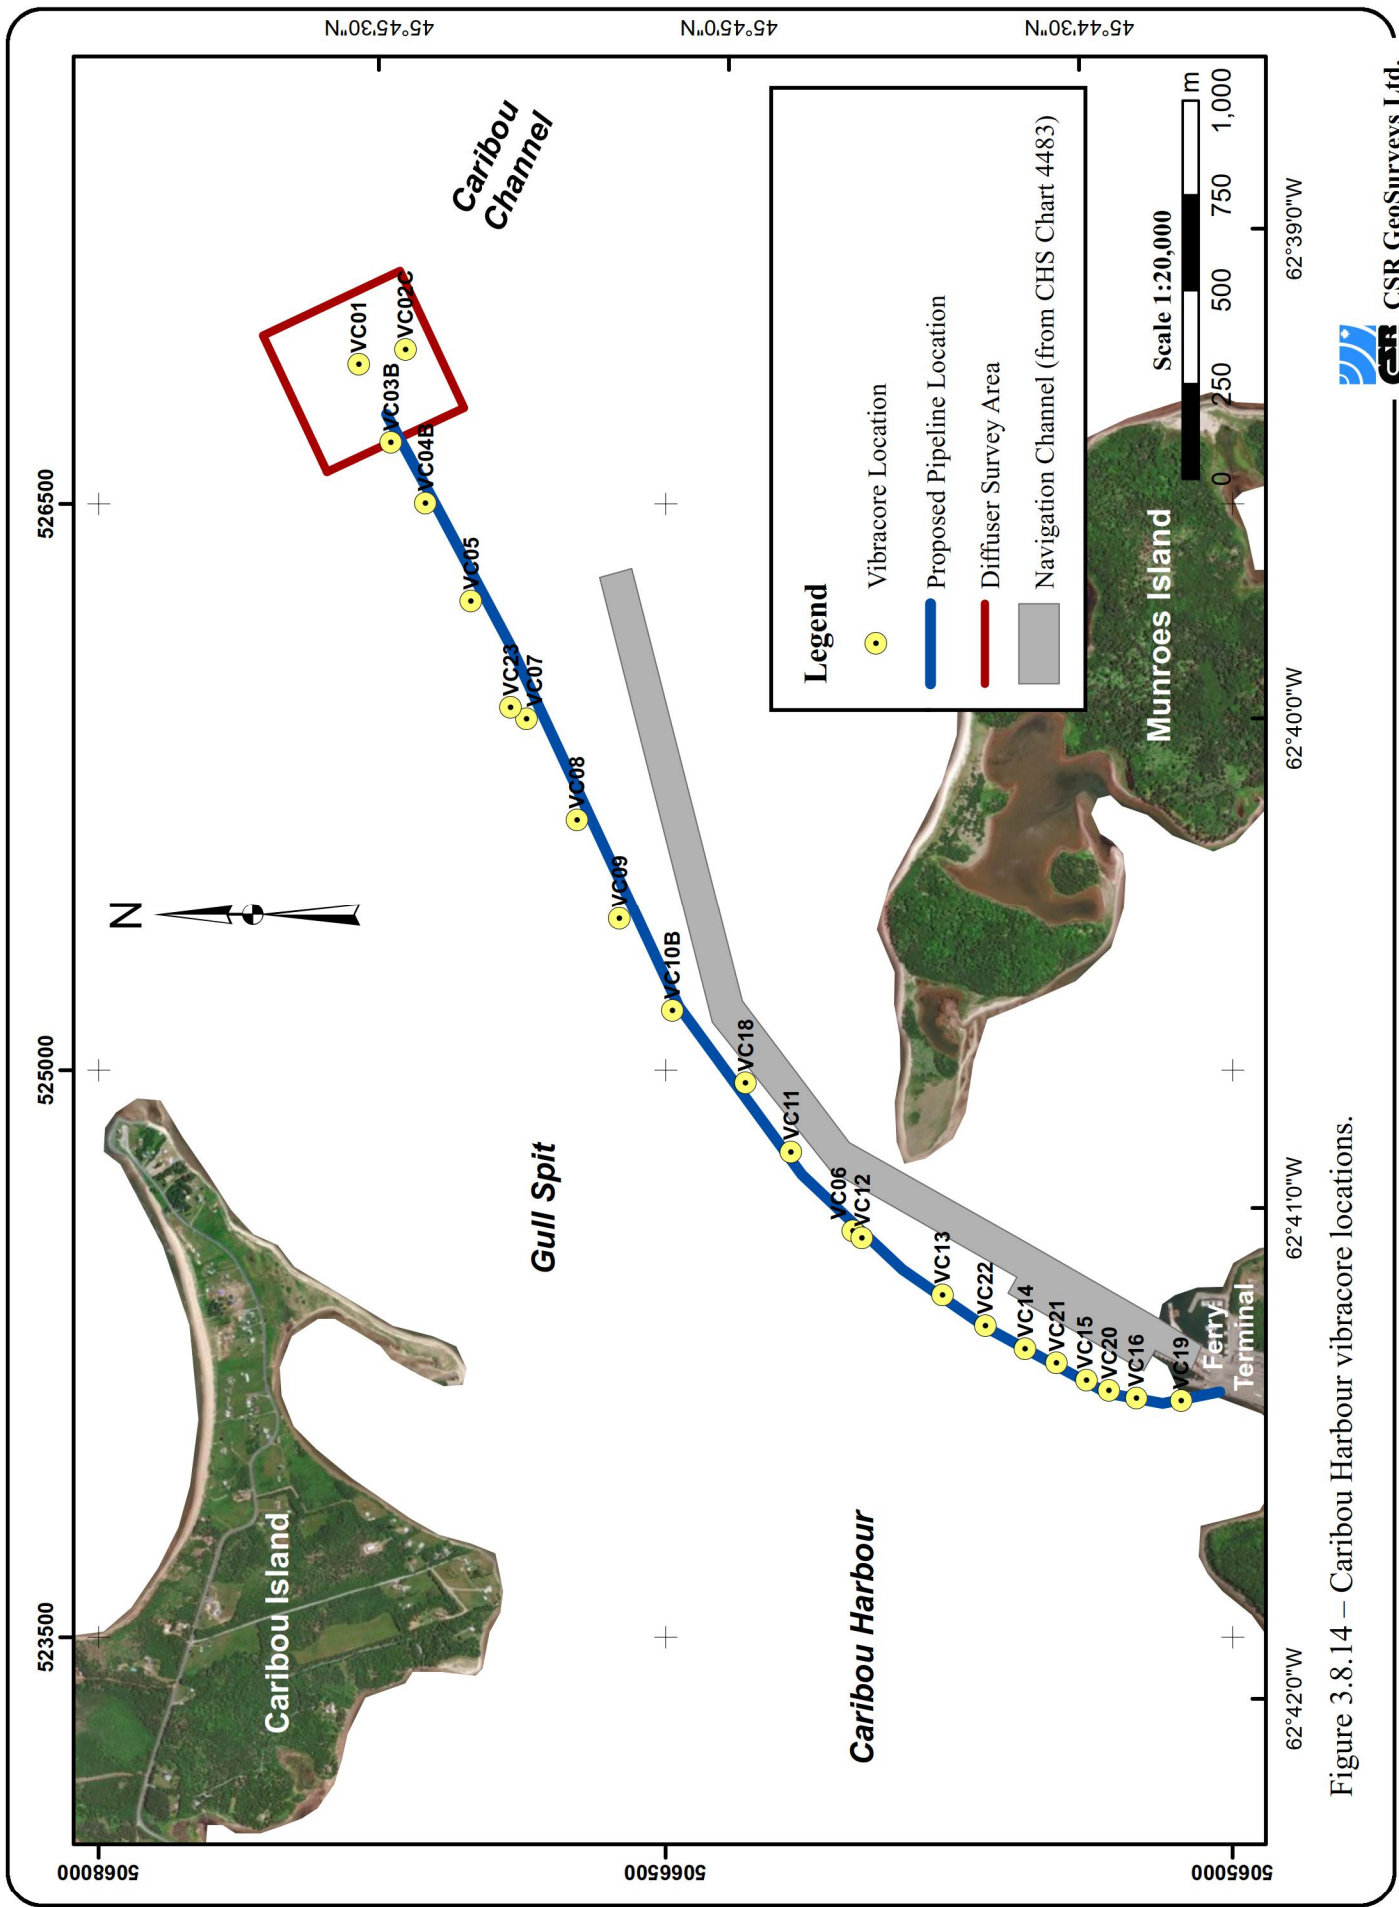 526500
525000
523500
5068000
5066500
5065000
45°45'30"N
45°45'0"N
45°44'30"N
62°42'0"W
62°41'0"W
62°40'0"W
62°39'0"W
N
Caribou Island
Gull Spit
Caribou Harbour
Caribou
Channel
Munroes Island
Ferry
Terminal
VC01
VC02C
VC03B
VC04B
VC05
VC23
VC07
VC08
VC09
VC10B
VC18
VC11
VC06
VC12
VC13
VC22
VC14
VC21
VC15
VC20
VC16
VC19
Legend
Vibracore Location
Proposed Pipeline Location
Diffuser Survey Area
Navigation Channel (from CHS Chart 4483)
Scale 1:20,000
0 250 500 750 1,000
m
Figure 3.8.14 – Caribou Harbour vibracore locations.
CSR
CSR GeoSurveys Ltd.